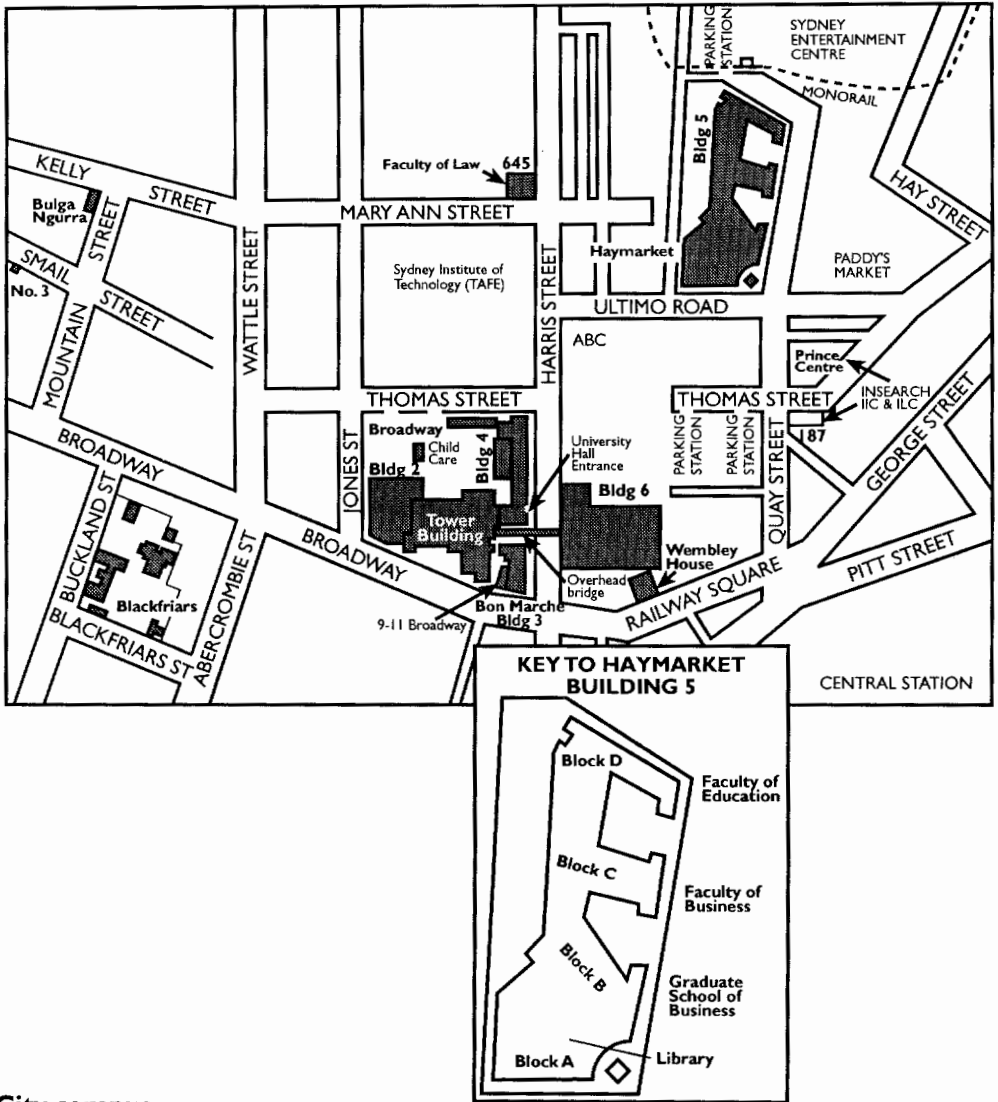 PARKING
STATION
SYDNEY
ENTERTAINMENT
CENTRE
MONORAIL
Bldg 5
KELLY
STREET
Bulga
Ngurra
STREET
Faculty of Law
645
MARY ANN STREET
HAY STREET
SMAIL
STREET
No. 3
MOUNTAIN
WATTLE STREET
Sydney Institute of
Technology (TAFE)
HARRIS STREET
Haymarket
PADDY'S
MARKET
ULTIMO ROAD
ABC
Prince
Centre
INSEARCH
IIC & ILC
187
THOMAS STREET
THOMAS STREET
PARKING
STATION
PARKING
STATION
QUAY STREET
GEORGE STREET
BROADWAY
JONES ST
Broadway
Child
Care
Bldg 4
Bldg 2
University
Hall
Entrance
Bldg 6
Tower
Building
BUCKLAND ST
BROADWAY
Wembley
House
PITT STREET
Overhead
bridge
RAILWAY SQUARE
Blackfriars
ABERCROMBIE ST
BLACKFRIARS ST
9-11 Broadway
Bon Marche
Bldg 3
CENTRAL STATION
KEY TO HAYMARKET
BUILDING 5
Block D
Faculty of
Education
Block C
Faculty of
Business
Block B
Graduate
School of
Business
Block A
Library